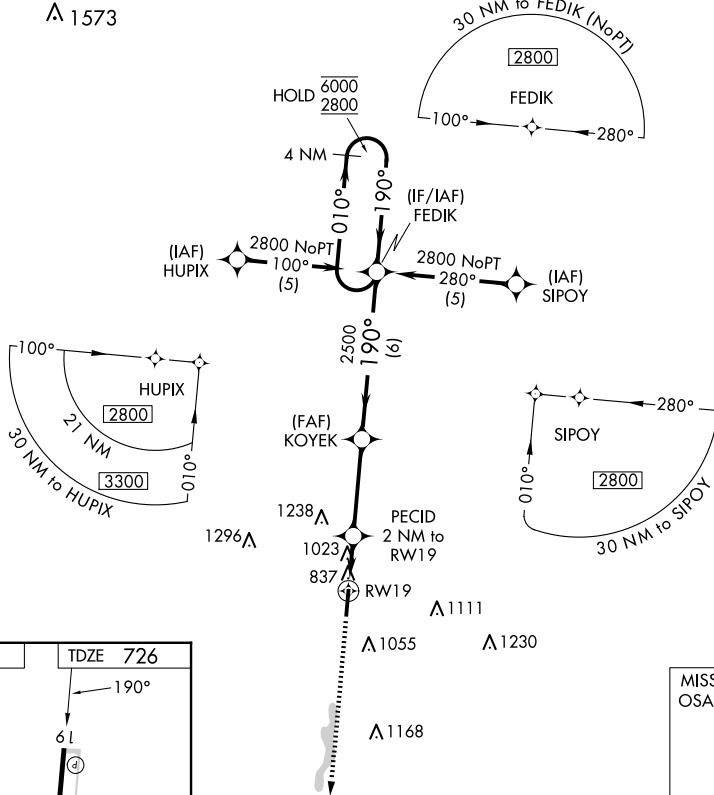 1573
30 NM to FEDIK (NoPT)
2800
FEDIK
100°
280°
HOLD 6000
2800
4 NM
010°
190°
(IF/IAF)
FEDIK
(IAF)
HUPIX
2800 NoPT
100°
(5)
2800 NoPT
280°
(5)
(IAF)
SIPOY
2500
190°
(6)
100°
HUPIX
2800
21 NM
3300
30 NM to HUPIX
010°
280°
SIPOY
2800
010°
30 NM to SIPOY
(FAF)
KOYEK
1238
1296
PECID
2 NM to
RW19
1023
837
RW19
1111
1055
1230
1168
TDZE 726
190°
19
P
MISS
OSA